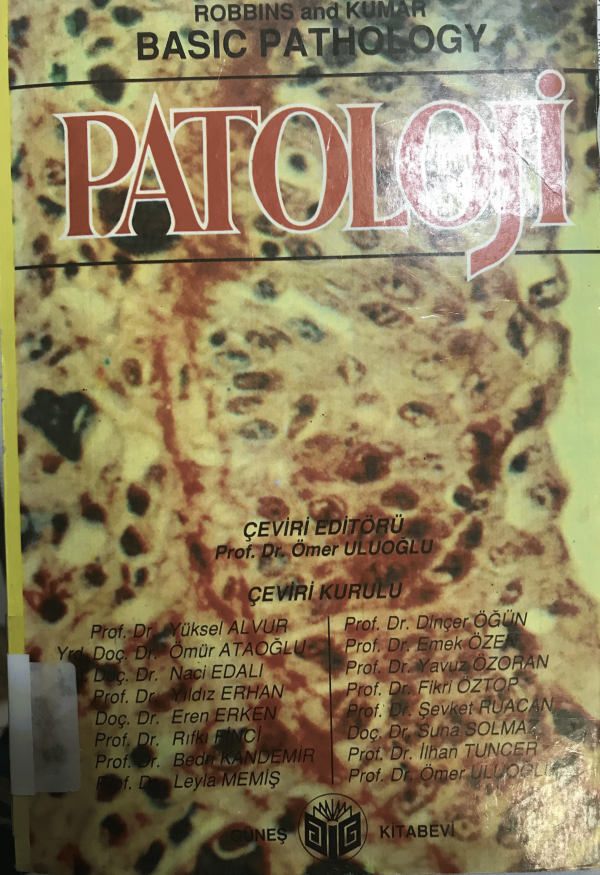 ROBBINS and KUMAR
BASIC PATHOLOGY
PATOLOJİ
ÇEVİRİ EDİTÖRÜ
Prof. Dr. Ömer ULUOĞLU
ÇEVİRİ KURULU
Prof. Dr. Yüksel ALVUR
Yrd. Doç. Dr. Ömür ATAOĞLU
Doç. Dr. Naci EDALI
Prof. Dr. Yıldız ERHAN
Doç. Dr. Eren ERKEN
Prof. Dr. Rıfkı FİNCİ
Prof. Dr. Bedri KANDEMİR
Prof. Dr. Leyla MEMİŞ
Prof. Dr. Dinçer ÖĞÜN
Prof. Dr. Emek ÖZEN
Prof. Dr. Yavuz ÖZORAN
Prof. Dr. Fikri ÖZTOP
Prof. Dr. Şevket RUACAN
Doç. Dr. Suna SOLMAZ
Prof. Dr. İlhan TUNCER
Prof. Dr. Ömer ULUOĞLU
GÜNEŞ KİTABEVİ